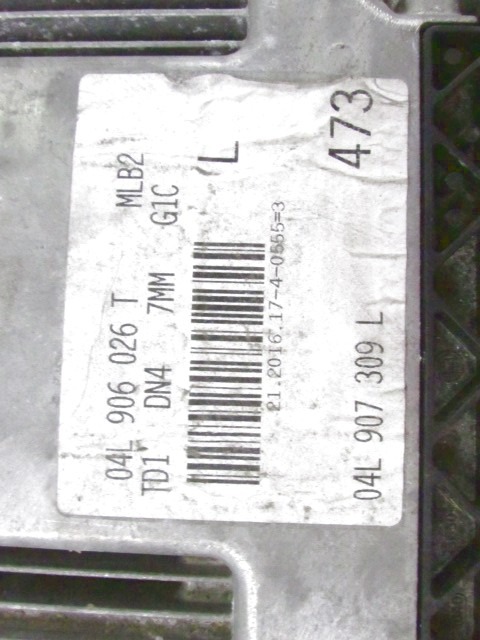 04L 906 026 T MLB2
TD1 DN4 7MM G1C
L
21.2016.17-4-0555=3
04L 907 309 L 473